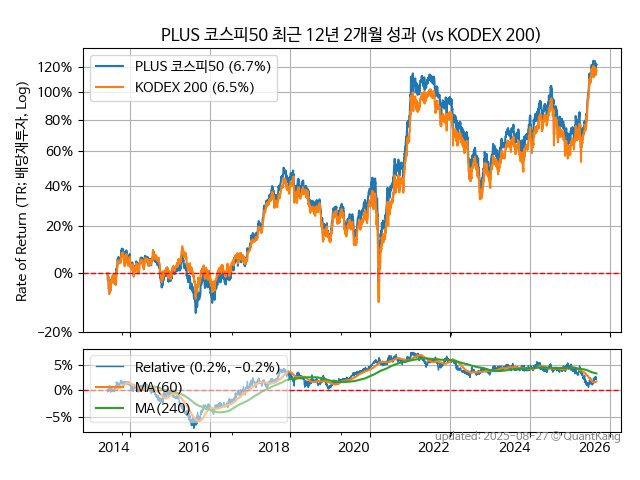 PLUS 코스피50 최근 12년 2개월 성과 (vs KODEX 200)
Rate of Return (TR: 배당재투자, Log)
120%
100%
80%
60%
40%
20%
0%
−20%
PLUS 코스피50 (6.7%)
KODEX 200 (6.5%)
5%
0%
−5%
Relative (0.2%, −0.2%)
MA(60)
MA(240)
2014 2016 2018 2020 2022 2024 2026
updated: 2025-08-27 © QuantKang